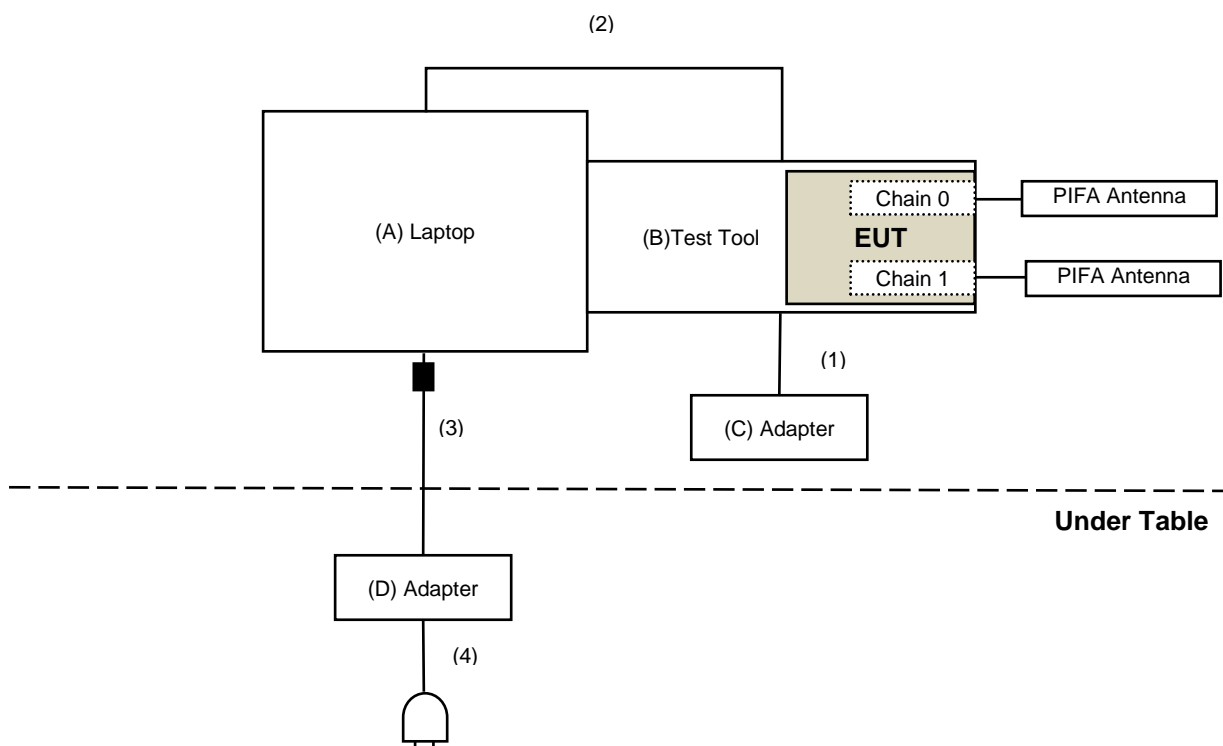 (2)
(A) Laptop
(B)Test Tool
Chain 0
EUT
Chain 1
PIFA Antenna
PIFA Antenna
(1)
(C) Adapter
(3)
Under Table
(D) Adapter
(4)